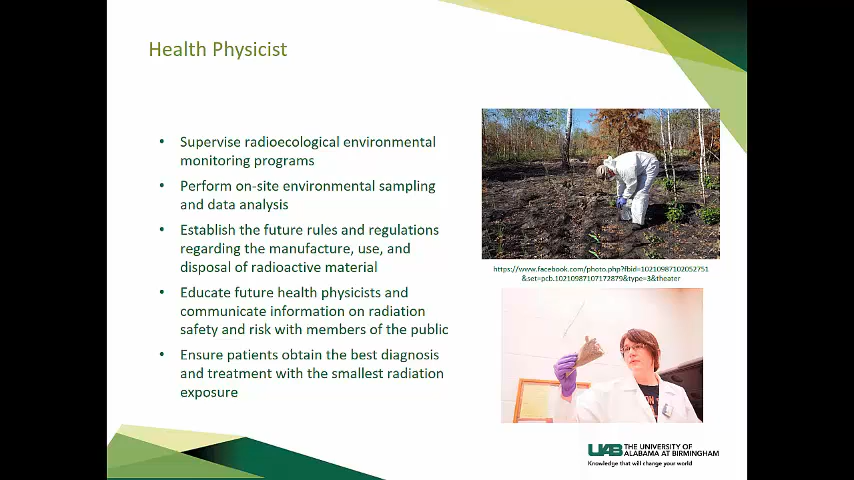 Health Physicist
• Supervise radioecological environmental
monitoring programs
• Perform on-site environmental sampling
and data analysis
• Establish the future rules and regulations
regarding the manufacture, use, and
disposal of radioactive material
• Educate future health physicists and
communicate information on radiation
safety and risk with members of the public
• Ensure patients obtain the best diagnosis
and treatment with the smallest radiation
exposure
https://www.facebook.com/photo.php?fbid=10210987102052751
&set=pcb.10210987107172879&type=3&theater
UAB THE UNIVERSITY OF
ALABAMA AT BIRMINGHAM
Knowledge that will change your world